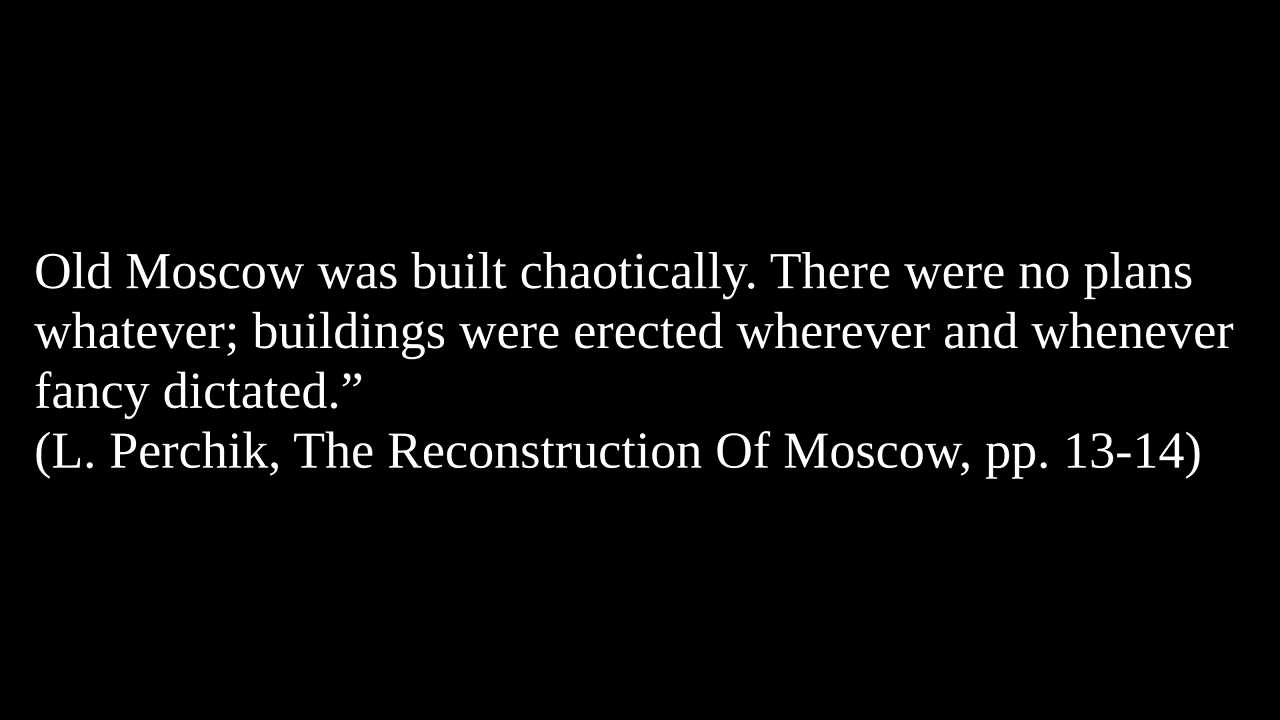 Old Moscow was built chaotically. There were no plans
whatever; buildings were erected wherever and whenever
fancy dictated.”
(L. Perchik, The Reconstruction Of Moscow, pp. 13-14)